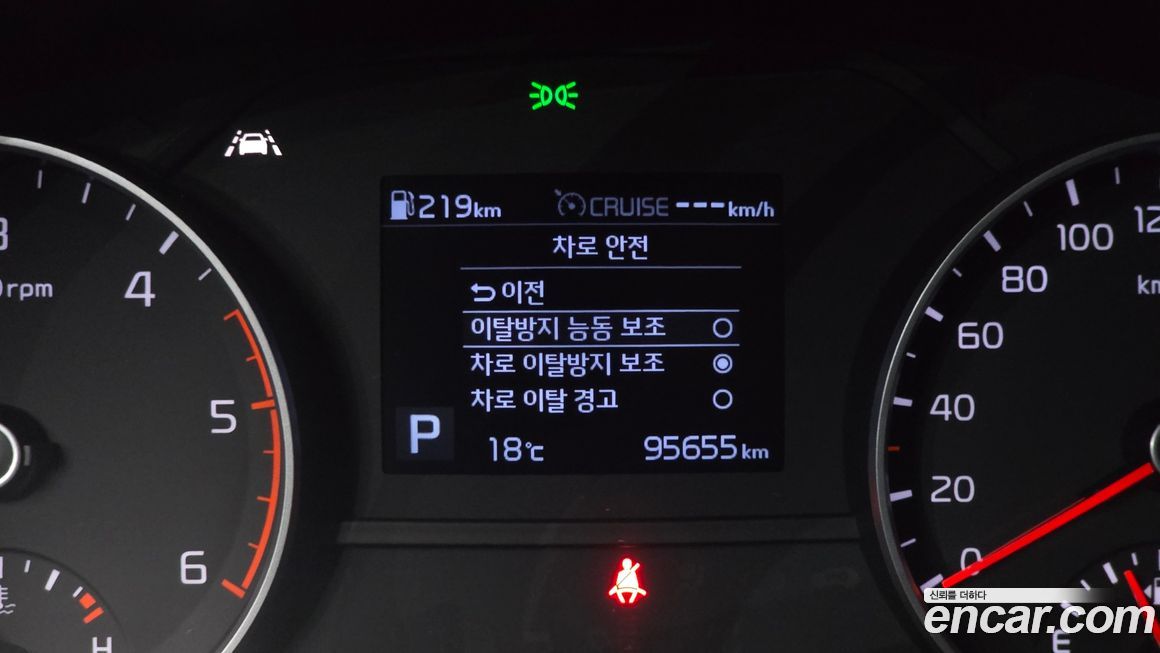 219km CRUISE ---km/h
차로 안전
이전
이탈방지 능동 보조
차로 이탈방지 보조
차로 이탈 경고
P
18℃ 95655 km
4
5
6
H
rpm
100
80
60
40
20
0
E
신뢰를 더하다
encar.com